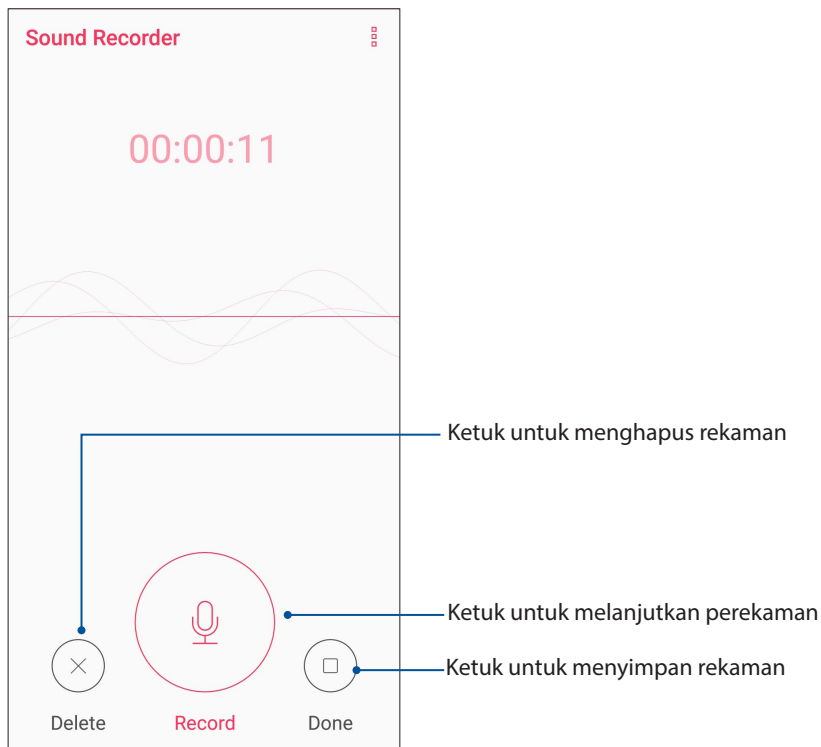 Sound Recorder
00:00:11
Ketuk untuk menghapus rekaman
Ketuk untuk melanjutkan perekaman
Ketuk untuk menyimpan rekaman
Delete
Record
Done